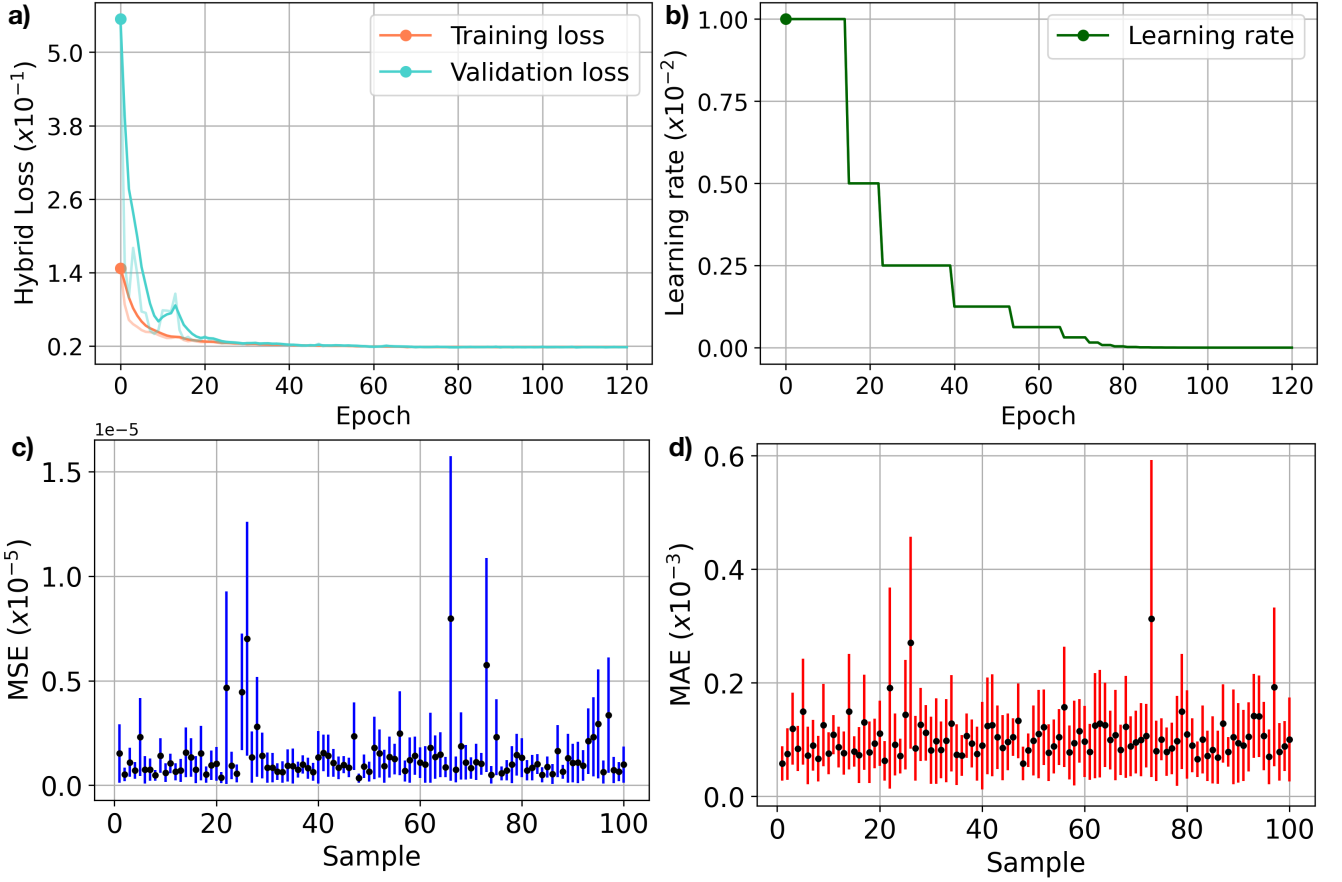 a)
Hybrid Loss (x10⁻¹)
5.0
3.8
2.6
1.4
0.2
Training loss
Validation loss
0 20 40 60 80 100 120
Epoch
b)
Learning rate (x10⁻²)
1.00
0.75
0.50
0.25
0.00
Learning rate
0 20 40 60 80 100 120
Epoch
c)
1e−5
MSE (x10⁻⁵)
1.5
1.0
0.5
0.0
0 20 40 60 80 100
Sample
d)
MAE (x10⁻³)
0.6
0.4
0.2
0.0
0 20 40 60 80 100
Sample